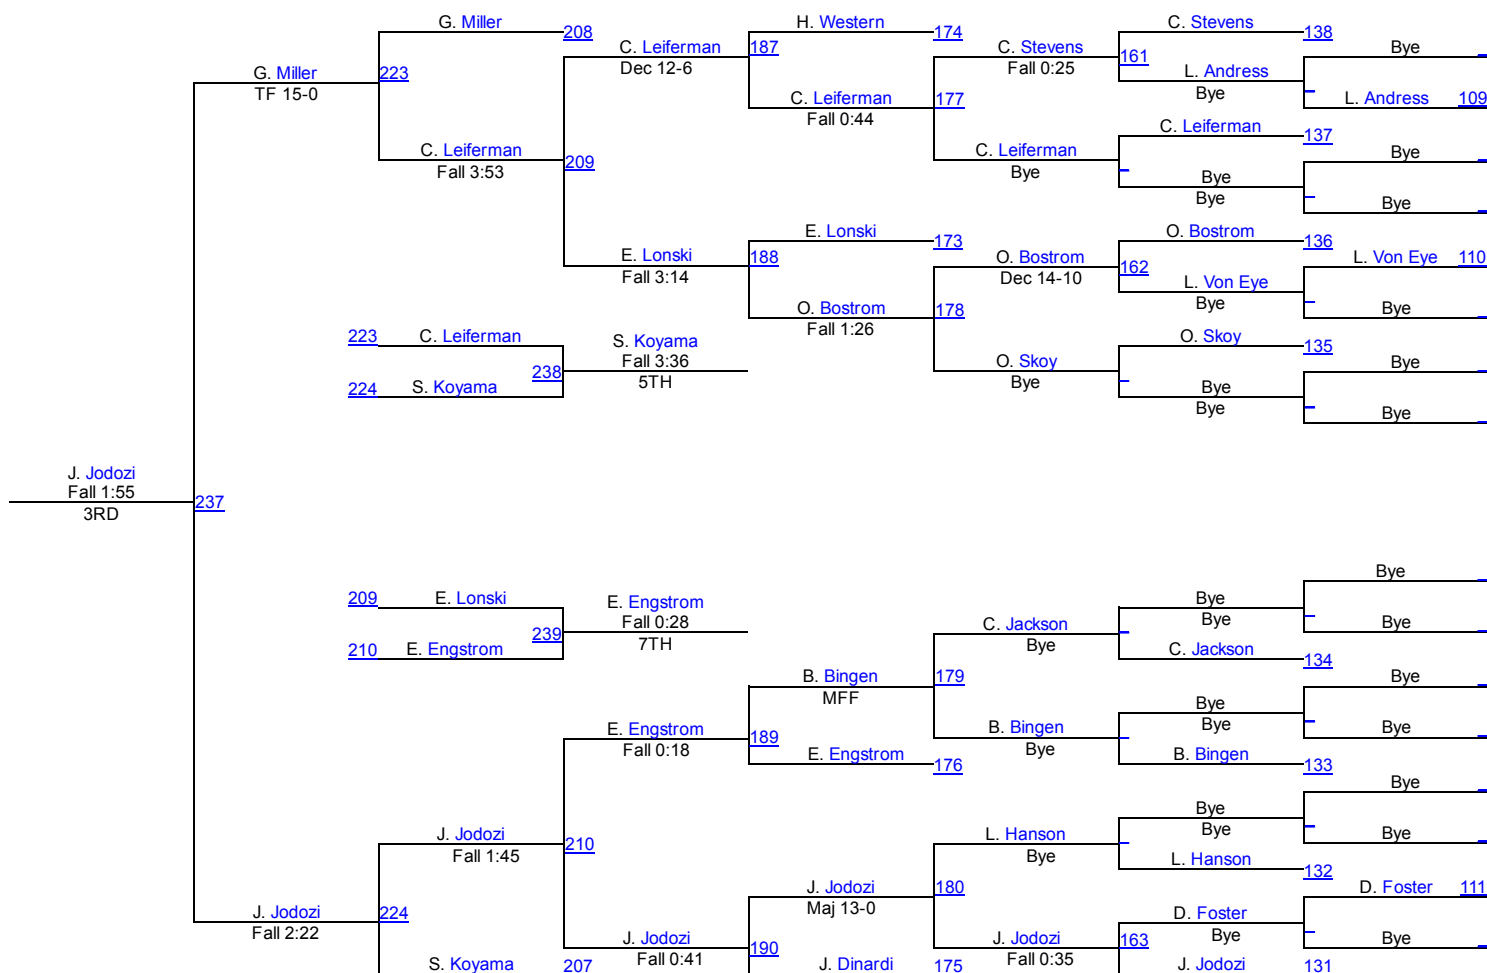 G. Miller 208
H. Western 174
C. Stevens 138
C. Leiferman 187
Dec 12-6
C. Stevens 161
Fall 0:25
Bye
G. Miller 223
TF 15-0
L. Andress
Bye
C. Leiferman 177
Fall 0:44
L. Andress 109
C. Leiferman 137
C. Leiferman 209
Fall 3:53
C. Leiferman
Bye
Bye
Bye
Bye
Bye
E. Lonski 173
O. Bostrom 136
E. Lonski 188
Fall 3:14
O. Bostrom 162
Dec 14-10
L. Von Eye 110
L. Von Eye
Bye
O. Bostrom 178
Fall 1:26
Bye
223 C. Leiferman
S. Koyama
Fall 3:36
5TH
238
O. Skoy 135
O. Skoy
Bye
Bye
224 S. Koyama
Bye
Bye
Bye
J. Jodozi
Fall 1:55
3RD
237
Bye
209 E. Lonski
E. Engstrom
Fall 0:28
7TH
239
Bye
Bye
Bye
C. Jackson
Bye
210 E. Engstrom
C. Jackson 134
B. Bingen 179
MFF
Bye
Bye
Bye
Bye
E. Engstrom 189
Fall 0:18
B. Bingen
Bye
E. Engstrom 176
B. Bingen 133
Bye
Bye
Bye
Bye
J. Jodozi 210
Fall 1:45
L. Hanson
Bye
L. Hanson 132
J. Jodozi 180
Maj 13-0
D. Foster 111
J. Jodozi 224
Fall 2:22
D. Foster
Bye
Bye
J. Jodozi 190
Fall 0:41
J. Jodozi 163
Fall 0:35
S. Koyama 207
J. Dinardi 175
J. Jodozi 131